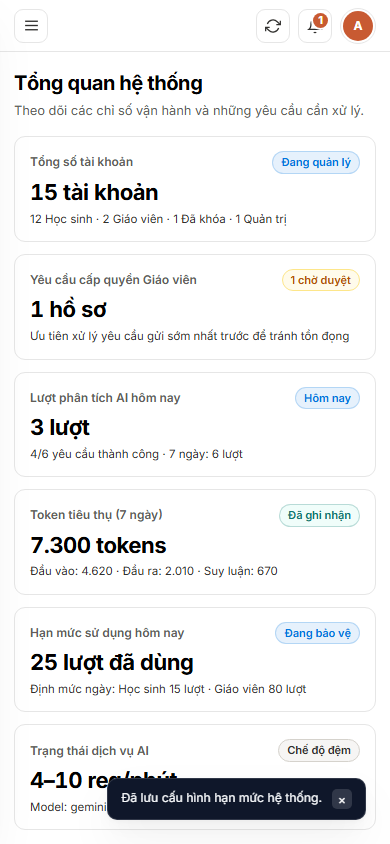 1
A
Tổng quan hệ thống
Theo dõi các chỉ số vận hành và những yêu cầu cần xử lý.
Tổng số tài khoản
Đang quản lý
15 tài khoản
12 Học sinh · 2 Giáo viên · 1 Đã khóa · 1 Quản trị
Yêu cầu cấp quyền Giáo viên
1 chờ duyệt
1 hồ sơ
Ưu tiên xử lý yêu cầu gửi sớm nhất trước để tránh tồn đọng
Lượt phân tích AI hôm nay
Hôm nay
3 lượt
4/6 yêu cầu thành công · 7 ngày: 6 lượt
Token tiêu thụ (7 ngày)
Đã ghi nhận
7.300 tokens
Đầu vào: 4.620 · Đầu ra: 2.010 · Suy luận: 670
Hạn mức sử dụng hôm nay
Đang bảo vệ
25 lượt đã dùng
Định mức ngày: Học sinh 15 lượt · Giáo viên 80 lượt
Trạng thái dịch vụ AI
Chế độ đệm
4–10 req/phút
Model: gemini
Đã lưu cấu hình hạn mức hệ thống.
×